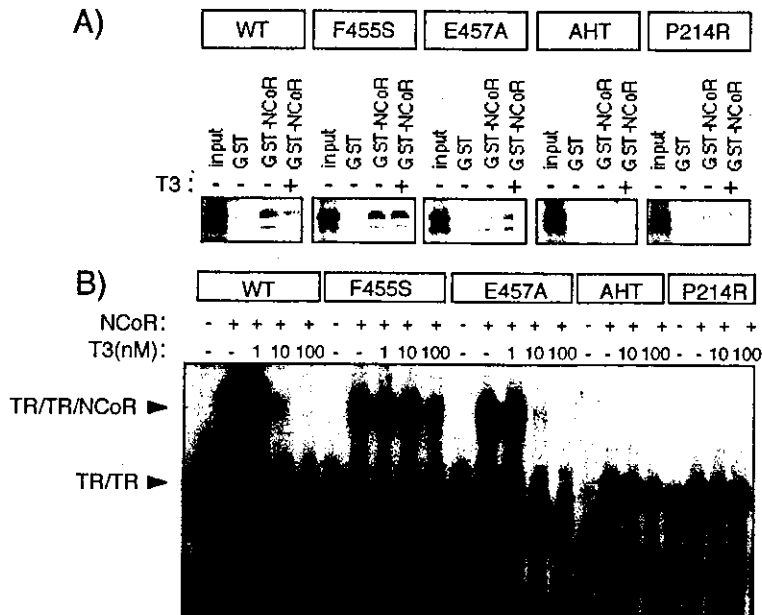 A)
WT F455S E457A AHT P214R
input GST GST-NCoR GST-NCoR input GST GST-NCoR GST-NCoR input GST GST-NCoR GST-NCoR input GST GST-NCoR GST-NCoR input GST GST-NCoR GST-NCoR
T3 : - - - + - - - + - - - + - - - + - - - +
B)
WT F455S E457A AHT P214R
NCoR: - + + + + - + + + + - + + + + - + + + - + + +
T3(nM): - - 1 10 100 - - 1 10 100 - - 1 10 100 - - 10 100 - - 10 100
TR/TR/NCoR
TR/TR